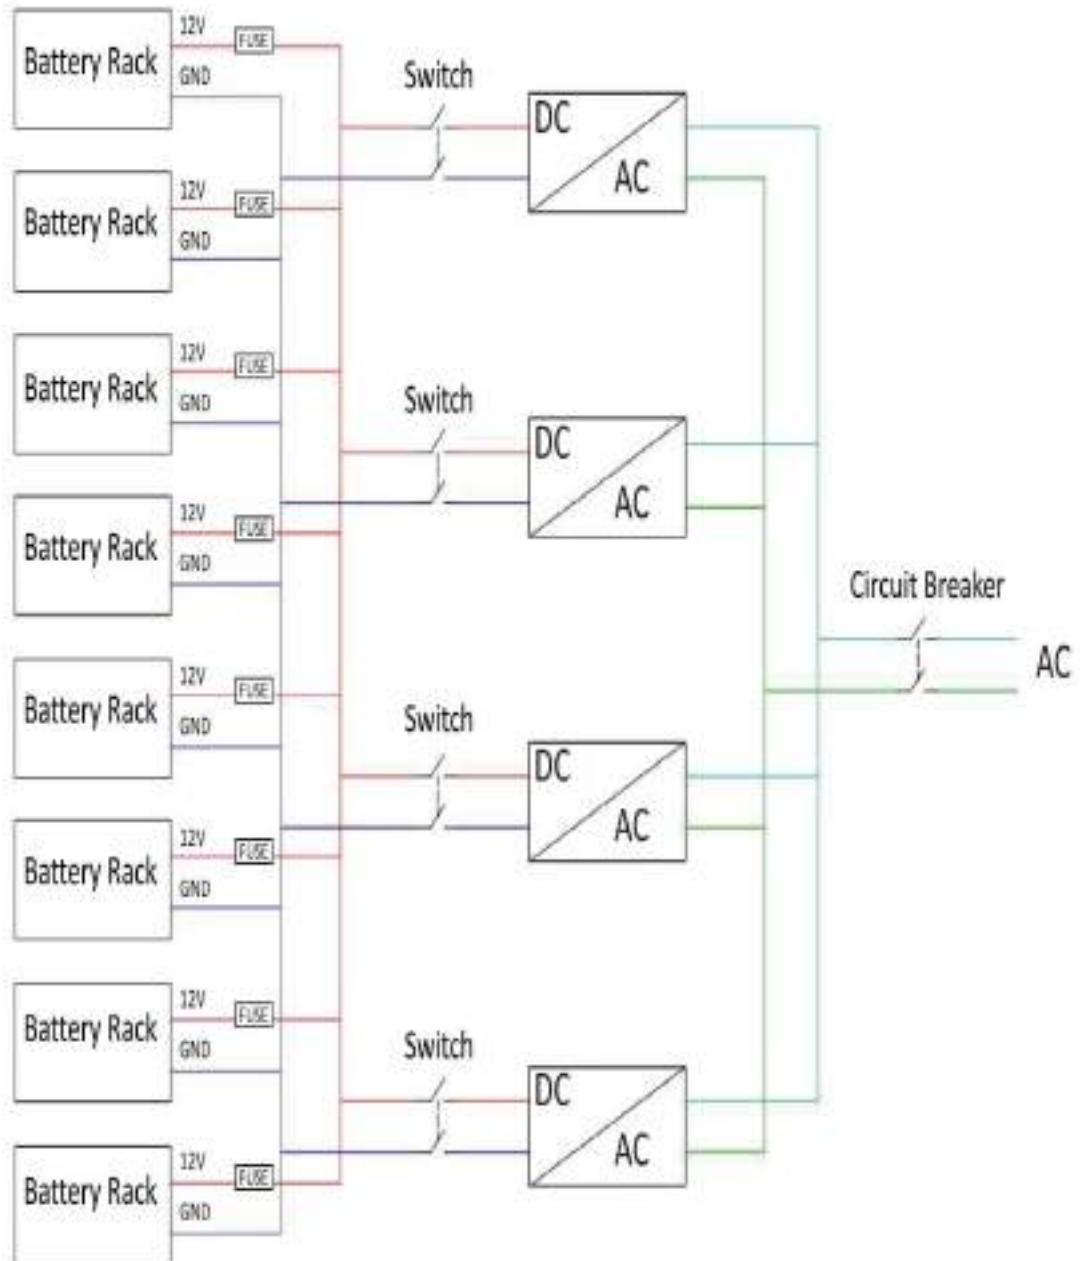 12V
FUSE
Battery Rack
GND
Switch
DC
AC
12V
FUSE
Battery Rack
GND
12V
FUSE
Battery Rack
GND
Switch
DC
AC
12V
FUSE
Battery Rack
GND
Circuit Breaker
AC
12V
FUSE
Battery Rack
GND
Switch
DC
AC
12V
FUSE
Battery Rack
GND
12V
FUSE
Battery Rack
GND
Switch
DC
AC
12V
FUSE
Battery Rack
GND